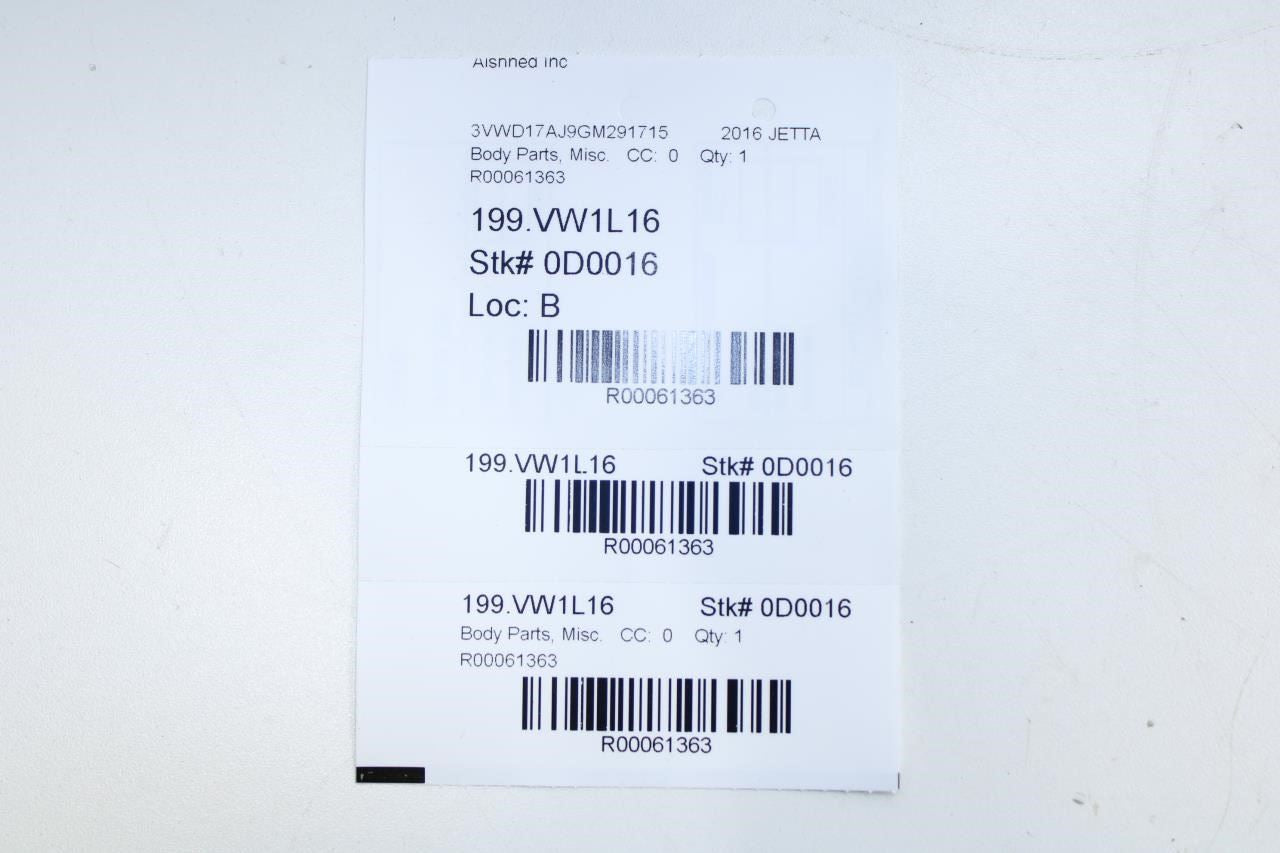 Aishnea Inc
3VWD17AJ9GM291715 2016 JETTA
Body Parts, Misc. CC: 0 Qty: 1
R00061363
199.VW1L16
Stk# 0D0016
Loc: B
R00061363
199.VW1L16 Stk# 0D0016
R00061363
199.VW1L16 Stk# 0D0016
Body Parts, Misc. CC: 0 Qty: 1
R00061363
R00061363